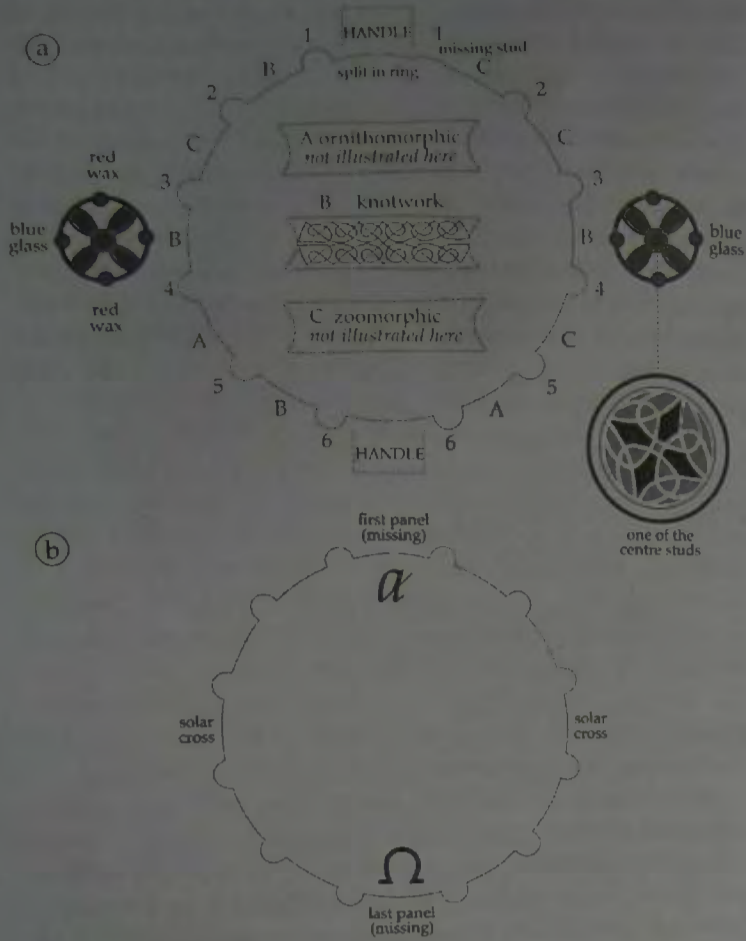 a
1
HANDLE
1
missing stud
B
split in ring
C
2
2
C
A ornithomorphic
not illustrated here
C
red
wax
3
3
B knotwork
blue
glass
B
B
blue
glass
red
wax
4
4
C zoomorphic
not illustrated here
A
C
5
B
A
5
6
HANDLE
6
one of the
centre studs
b
first panel
(missing)
α
solar
cross
solar
cross
Ω
last panel
(missing)